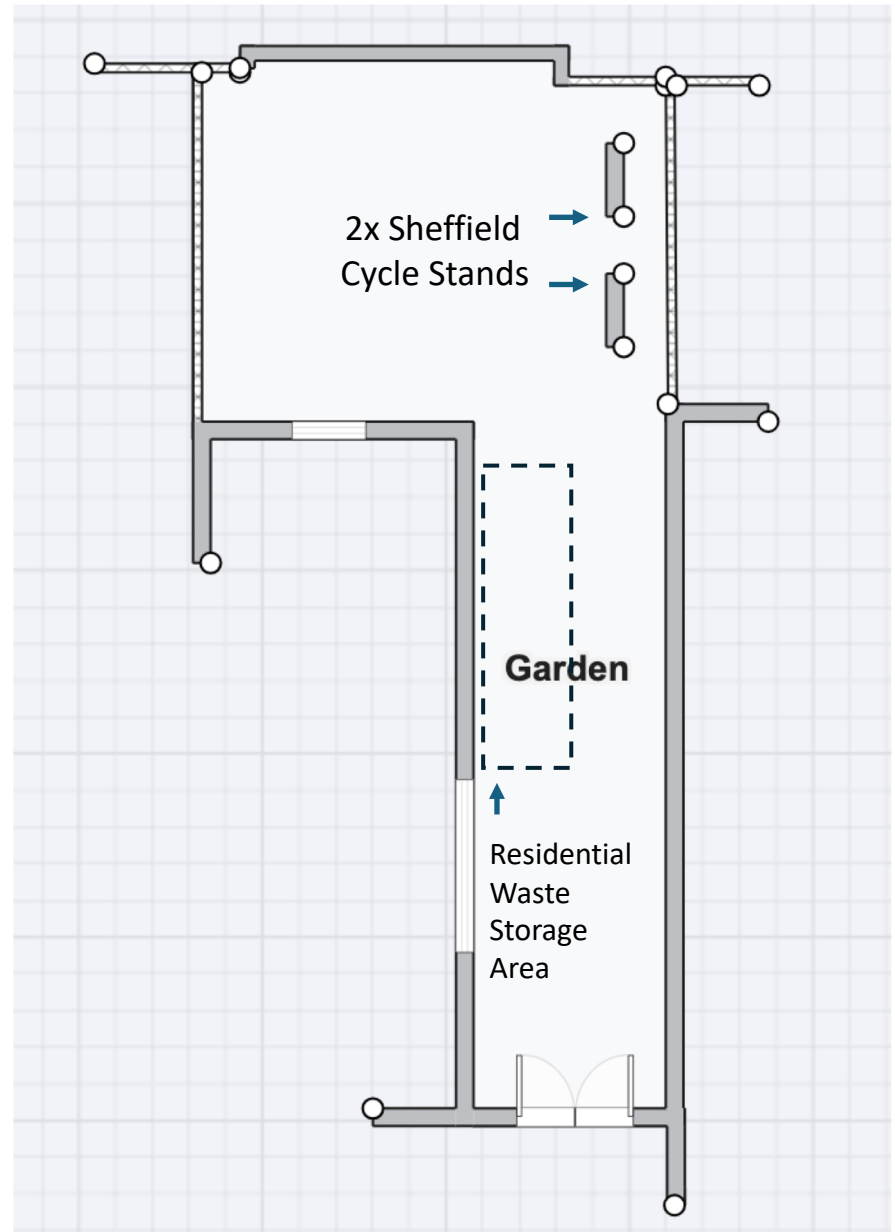 2x Sheffield
Cycle Stands
Garden
Residential
Waste
Storage
Area